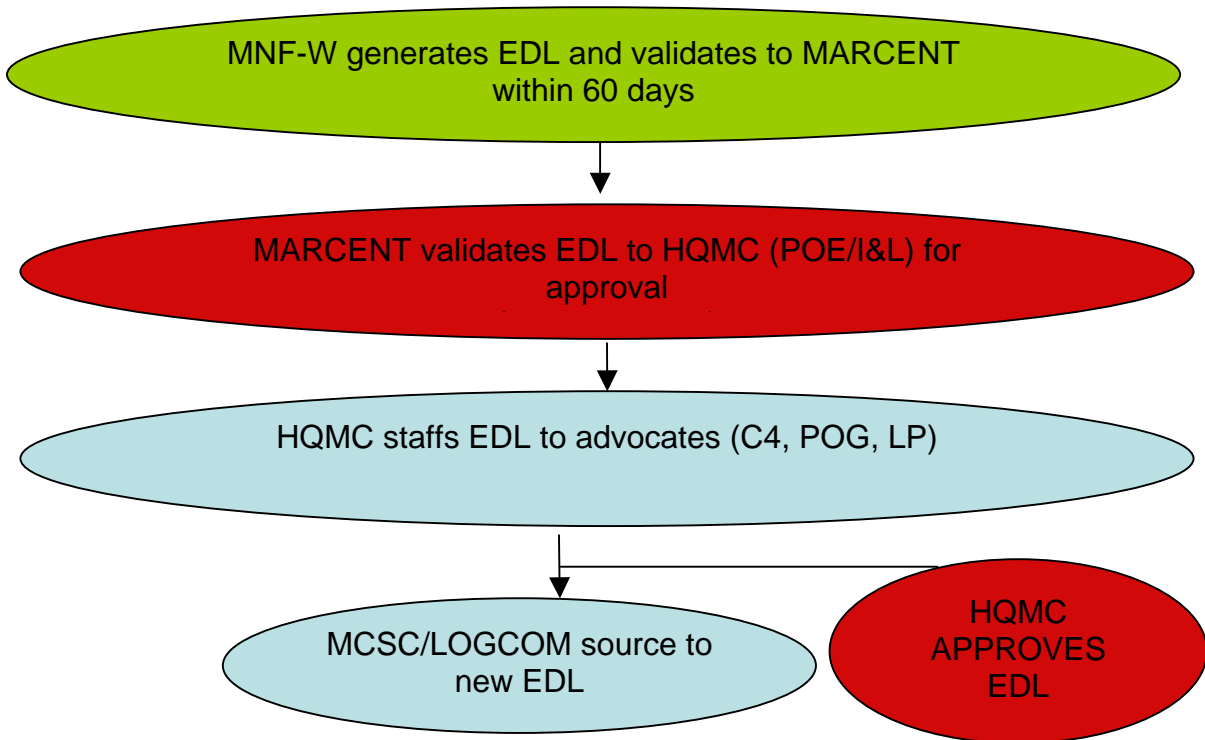 MNF-W generates EDL and validates to MARCENT
within 60 days
MARCENT validates EDL to HQMC (POE/I&L) for
approval
HQMC staffs EDL to advocates (C4, POG, LP)
MCSC/LOGCOM source to
new EDL
HQMC
APPROVES
EDL